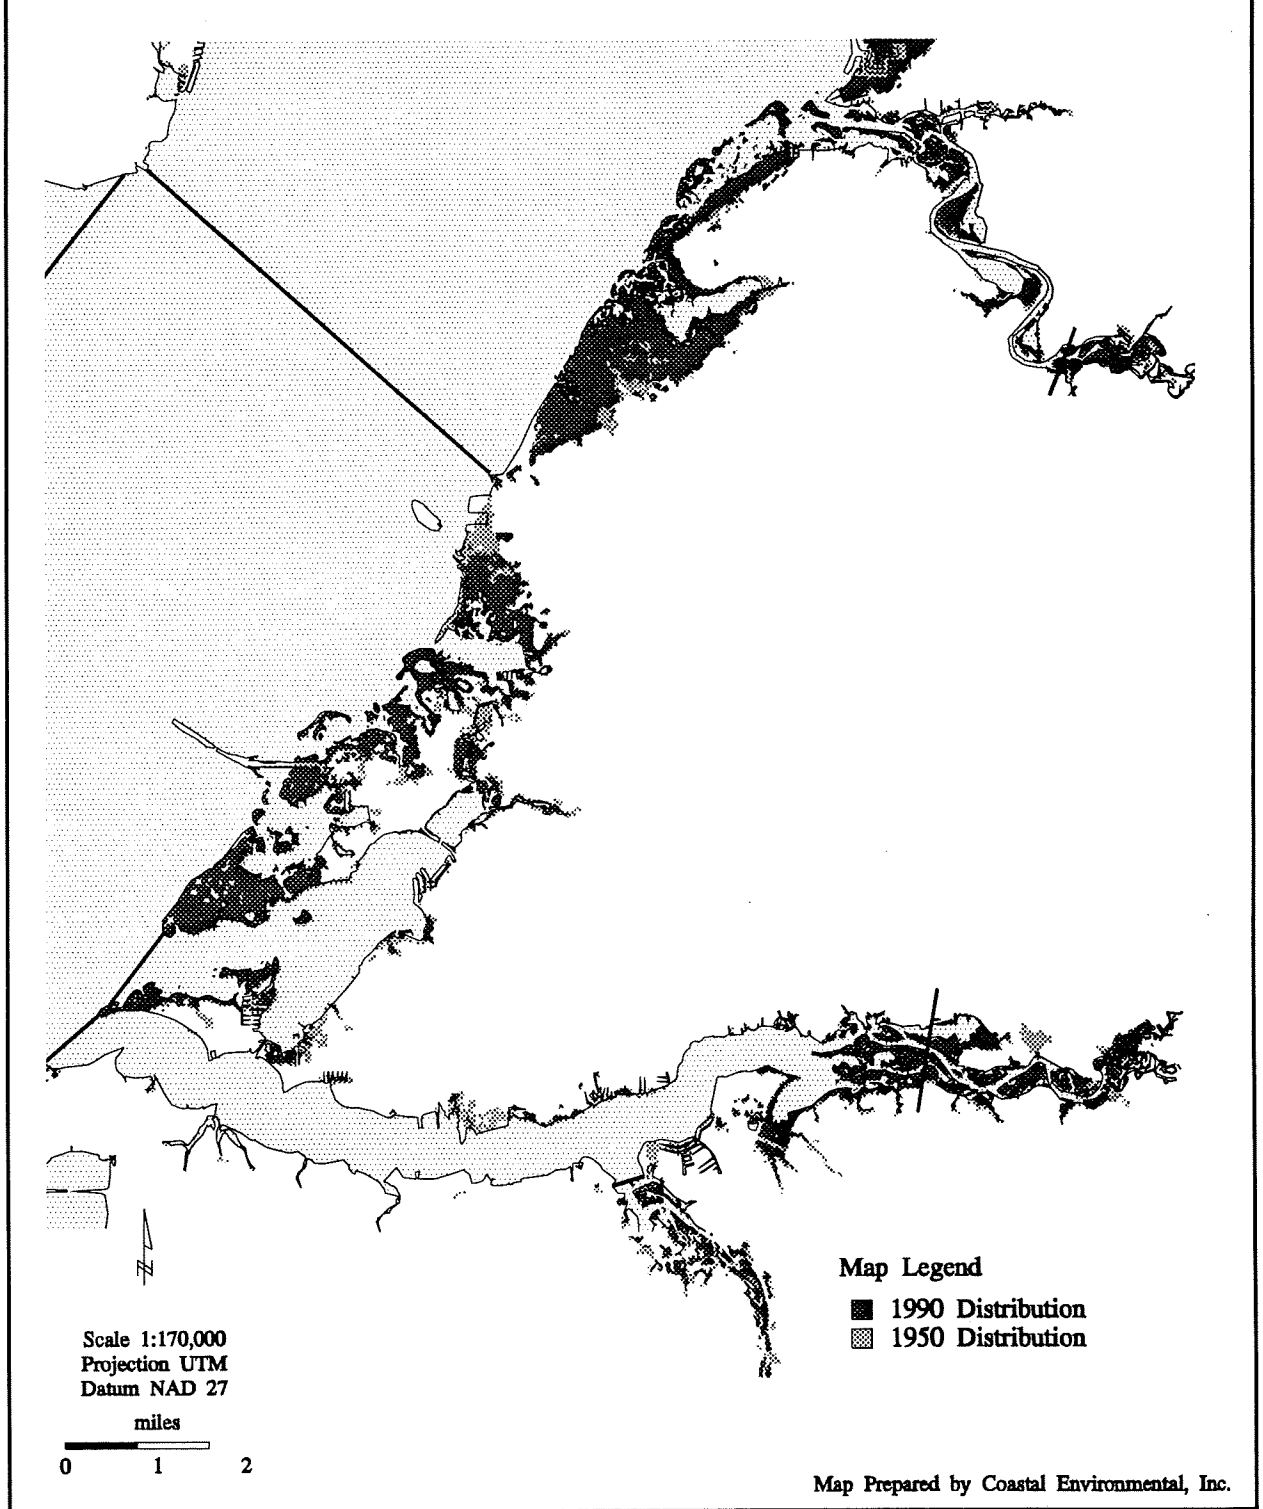 Map Legend
1990 Distribution
1950 Distribution
Scale 1:170,000
Projection UTM
Datum NAD 27
miles
0 1 2
Map Prepared by Coastal Environmental, Inc.
N